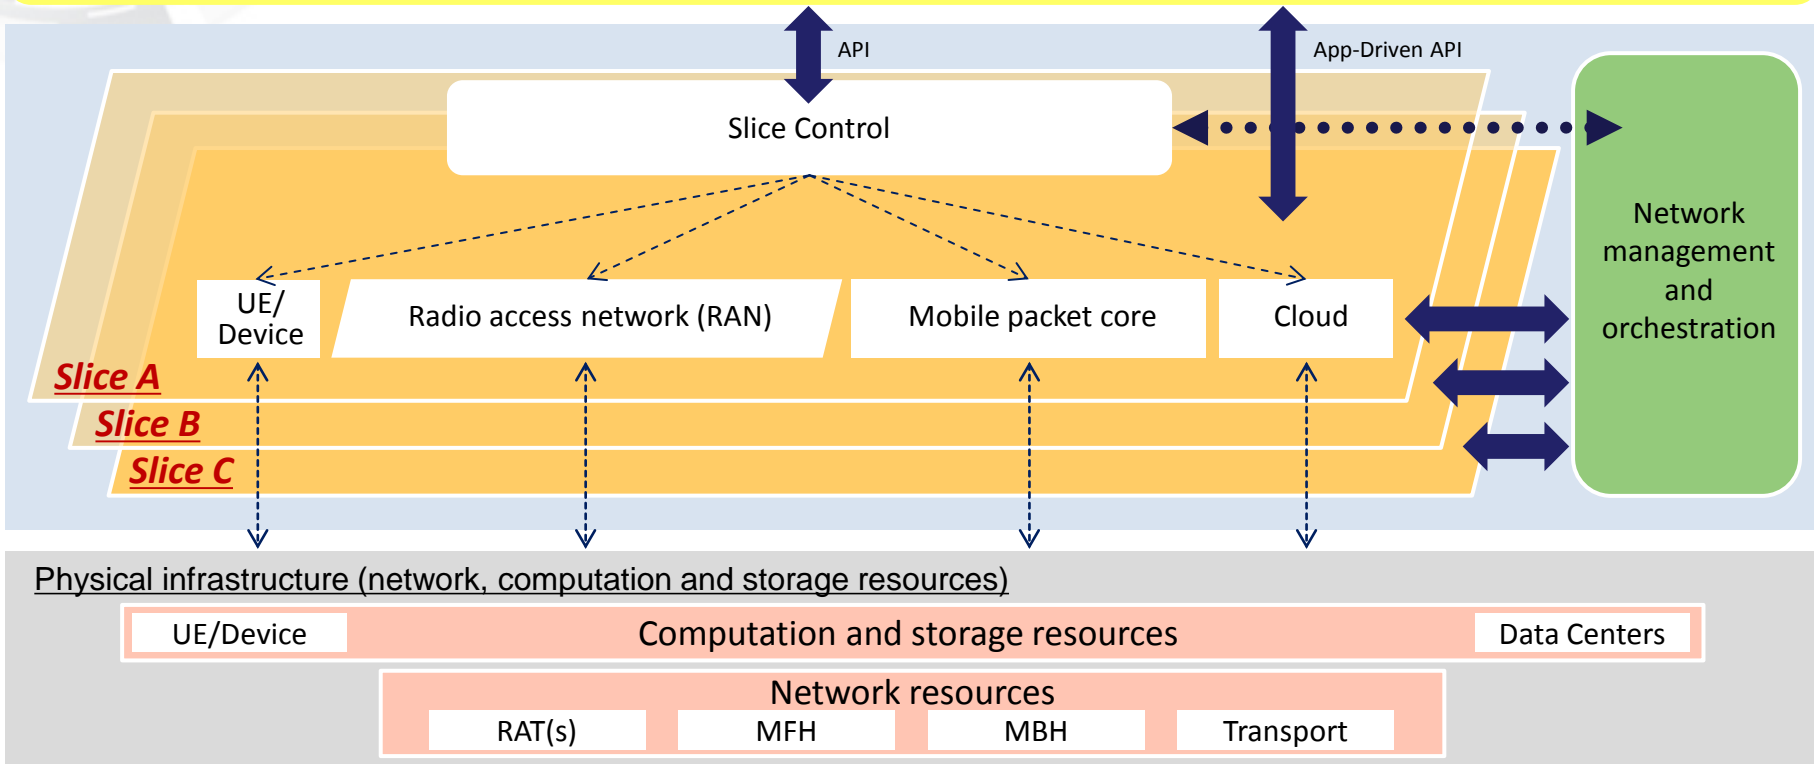 API
App-Driven API
Slice Control
Network
management
and
orchestration
UE/
Device
Radio access network (RAN)
Mobile packet core
Cloud
Slice A
Slice B
Slice C
Physical infrastructure (network, computation and storage resources)
UE/Device
Computation and storage resources
Data Centers
Network resources
RAT(s)
MFH
MBH
Transport